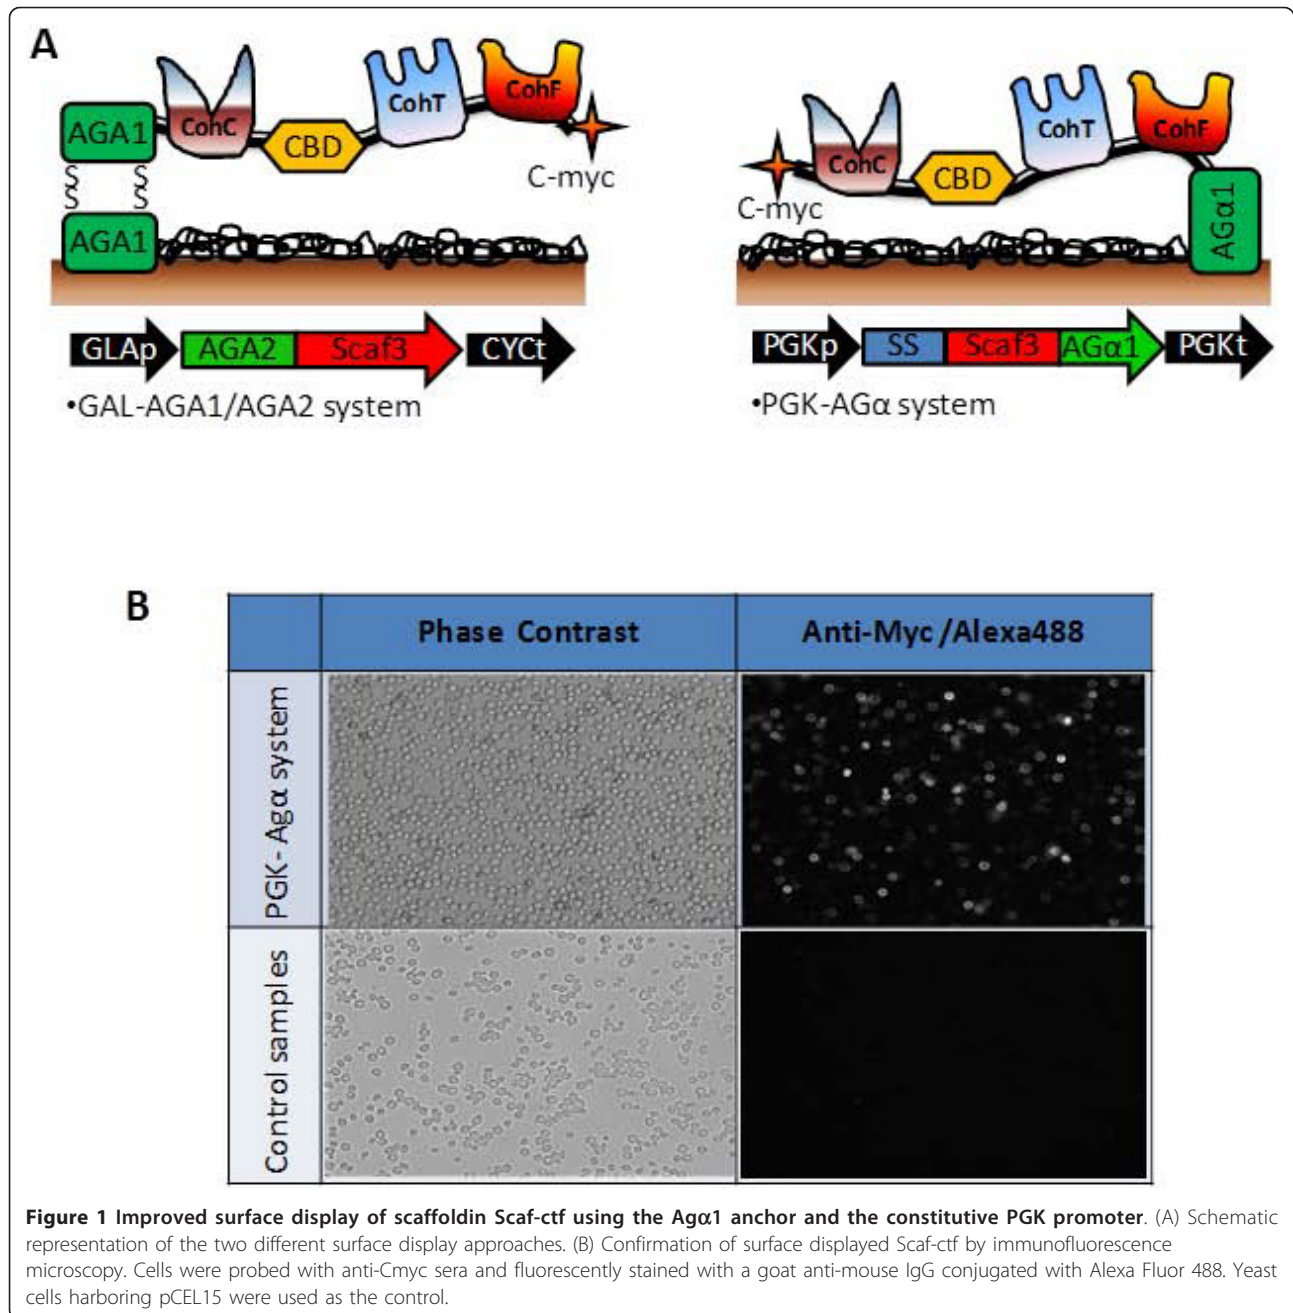 A
AGA1
CohC
CBD
CohT
CohF
C-myc
AGA1
GLAp
AGA2
Scaf3
CYCt
•GAL-AGA1/AGA2 system
C-myc
CohC
CBD
CohT
CohF
AGα1
PGKp
SS
Scaf3
AGα1
PGKt
•PGK-AGα system
B
Phase Contrast
Anti-Myc/Alexa488
PGK- Agα system
Control samples
Figure 1 Improved surface display of scaffoldin Scaf-ctf using the Agα1 anchor and the constitutive PGK promoter. (A) Schematic
representation of the two different surface display approaches. (B) Confirmation of surface displayed Scaf-ctf by immunofluorescence
microscopy. Cells were probed with anti-Cmyc sera and fluorescently stained with a goat anti-mouse IgG conjugated with Alexa Fluor 488. Yeast
cells harboring pCEL15 were used as the control.